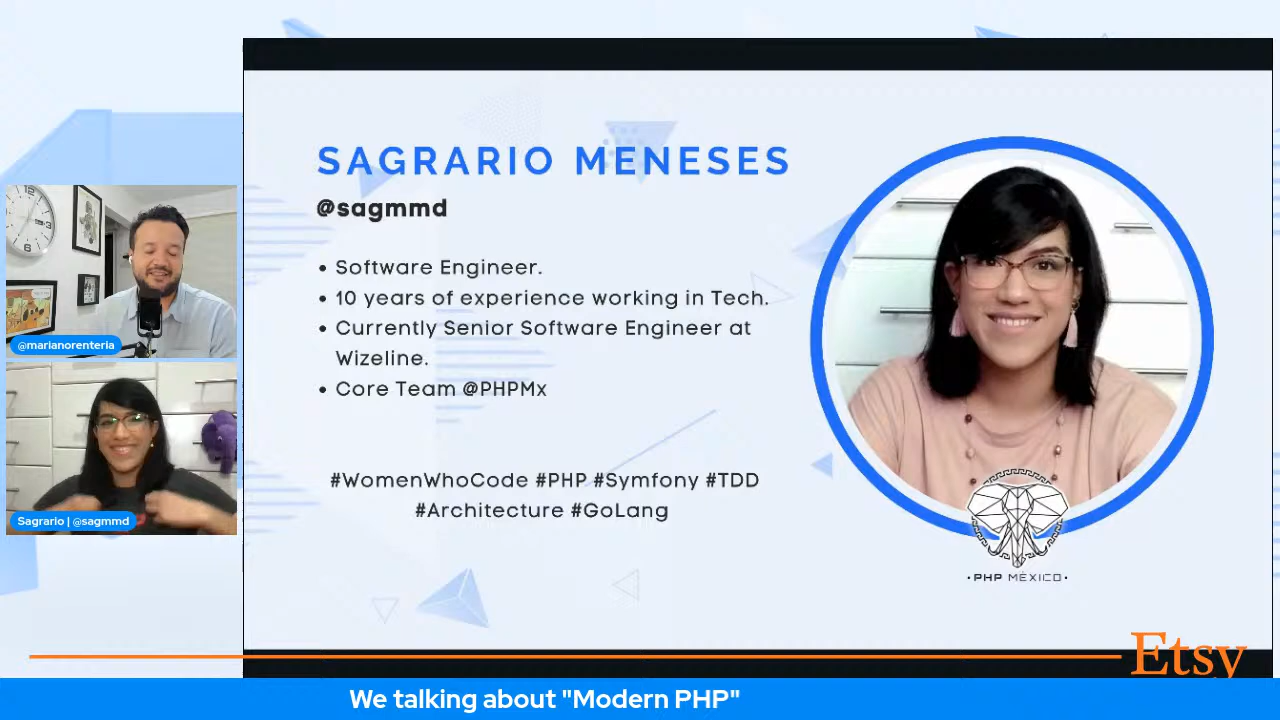 SAGRARIO MENESES
@sagmmd
• Software Engineer.
• 10 years of experience working in Tech.
• Currently Senior Software Engineer at
Wizeline.
• Core Team @PHPMx
#WomenWhoCode #PHP #Symfony #TDD
#Architecture #GoLang
• PHP MÉXICO •
@marianorenteria
Sagrario | @sagmmd
Etsy
We talking about "Modern PHP"